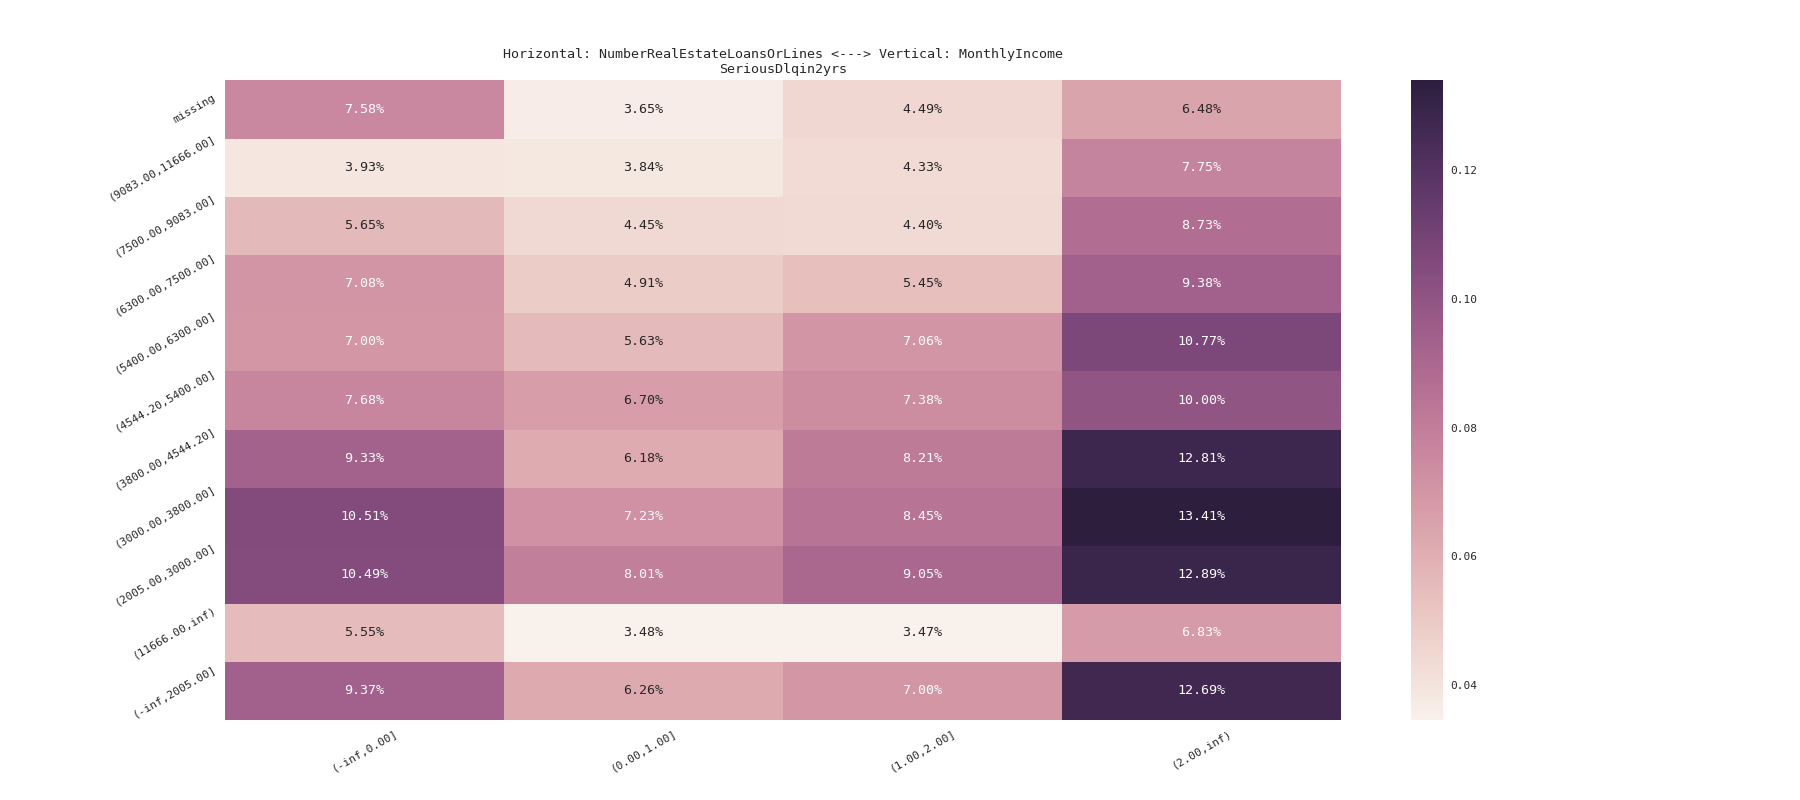 Horizontal: NumberRealEstateLoansOrLines <---> Vertical: MonthlyIncome
SeriousDlqin2yrs
missing 7.58% 3.65% 4.49% 6.48%
(9083.00,11666.00] 3.93% 3.84% 4.33% 7.75%
(7500.00,9083.00] 5.65% 4.45% 4.40% 8.73%
(6300.00,7500.00] 7.08% 4.91% 5.45% 9.38%
(5400.00,6300.00] 7.00% 5.63% 7.06% 10.77%
(4544.20,5400.00] 7.68% 6.70% 7.38% 10.00%
(3800.00,4544.20] 9.33% 6.18% 8.21% 12.81%
(3000.00,3800.00] 10.51% 7.23% 8.45% 13.41%
(2005.00,3000.00] 10.49% 8.01% 9.05% 12.89%
(11666.00,inf) 5.55% 3.48% 3.47% 6.83%
(-inf,2005.00] 9.37% 6.26% 7.00% 12.69%
(-inf,0.00] (0.00,1.00] (1.00,2.00] (2.00,inf)
0.12
0.10
0.08
0.06
0.04